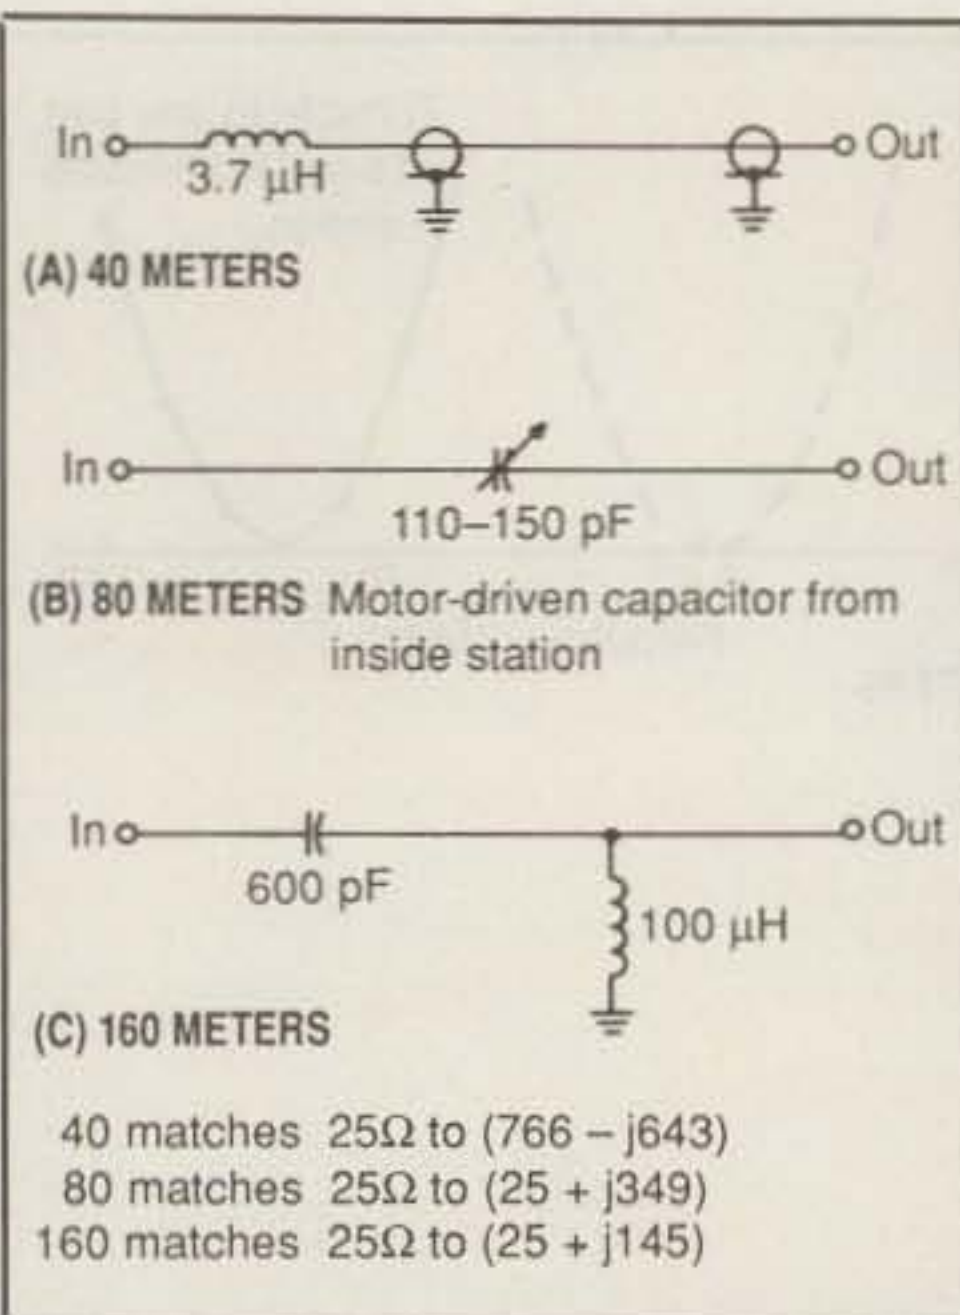 In Out
3.7 μH
(A) 40 METERS
In Out
110–150 pF
(B) 80 METERS Motor-driven capacitor from
inside station
In Out
600 pF
100 μH
(C) 160 METERS
40 matches 25Ω to (766 – j643)
80 matches 25Ω to (25 + j349)
160 matches 25Ω to (25 + j145)